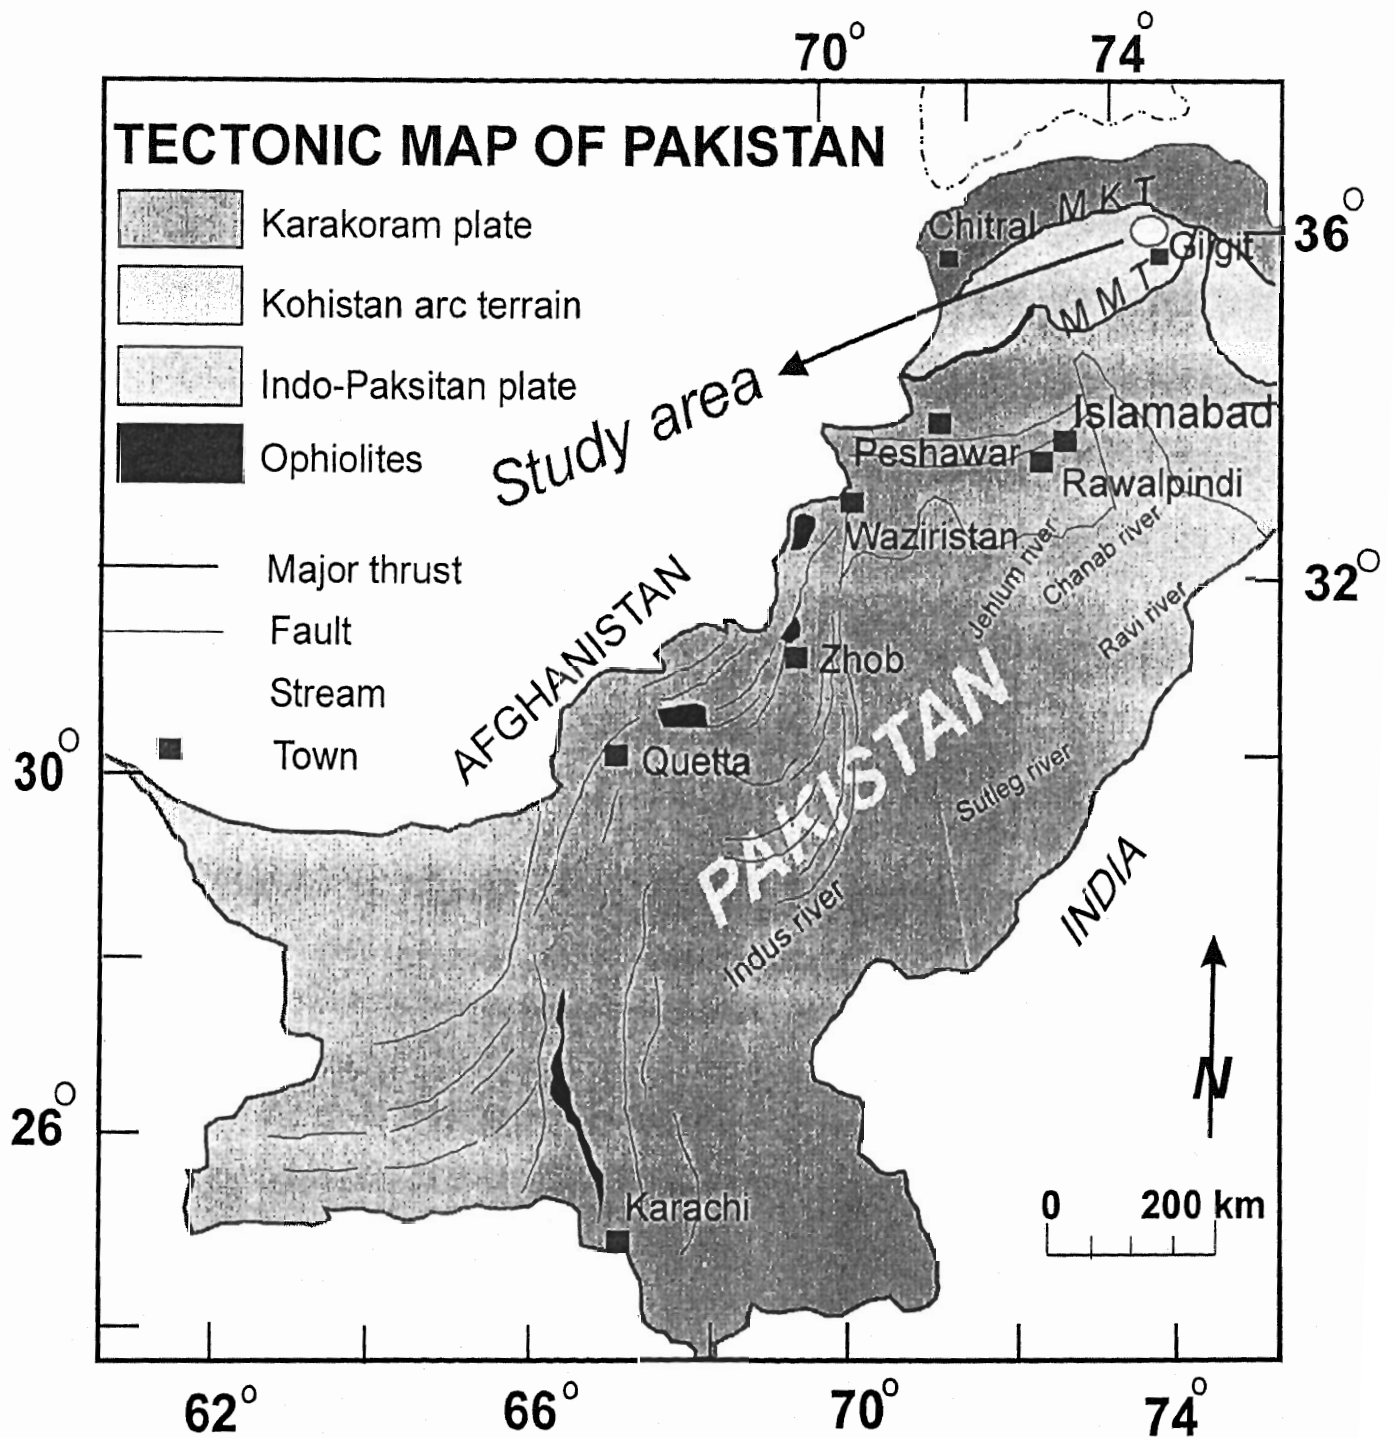 70° 74°
TECTONIC MAP OF PAKISTAN
Karakoram plate
Kohistan arc terrain
Indo-Paksitan plate
Ophiolites
Major thrust
Fault
Stream
Town
M K T
Chitral
Gilgit
36°
M M T
Study area
Islamabad
Peshawar
Rawalpindi
Waziristan
Jehlum river
Chanab river
Ravi river
32°
AFGHANISTAN
Zhob
PAKISTAN
30°
Quetta
Sutleg river
Indus river
INDIA
N
26°
Karachi
0 200 km
62° 66° 70° 74°